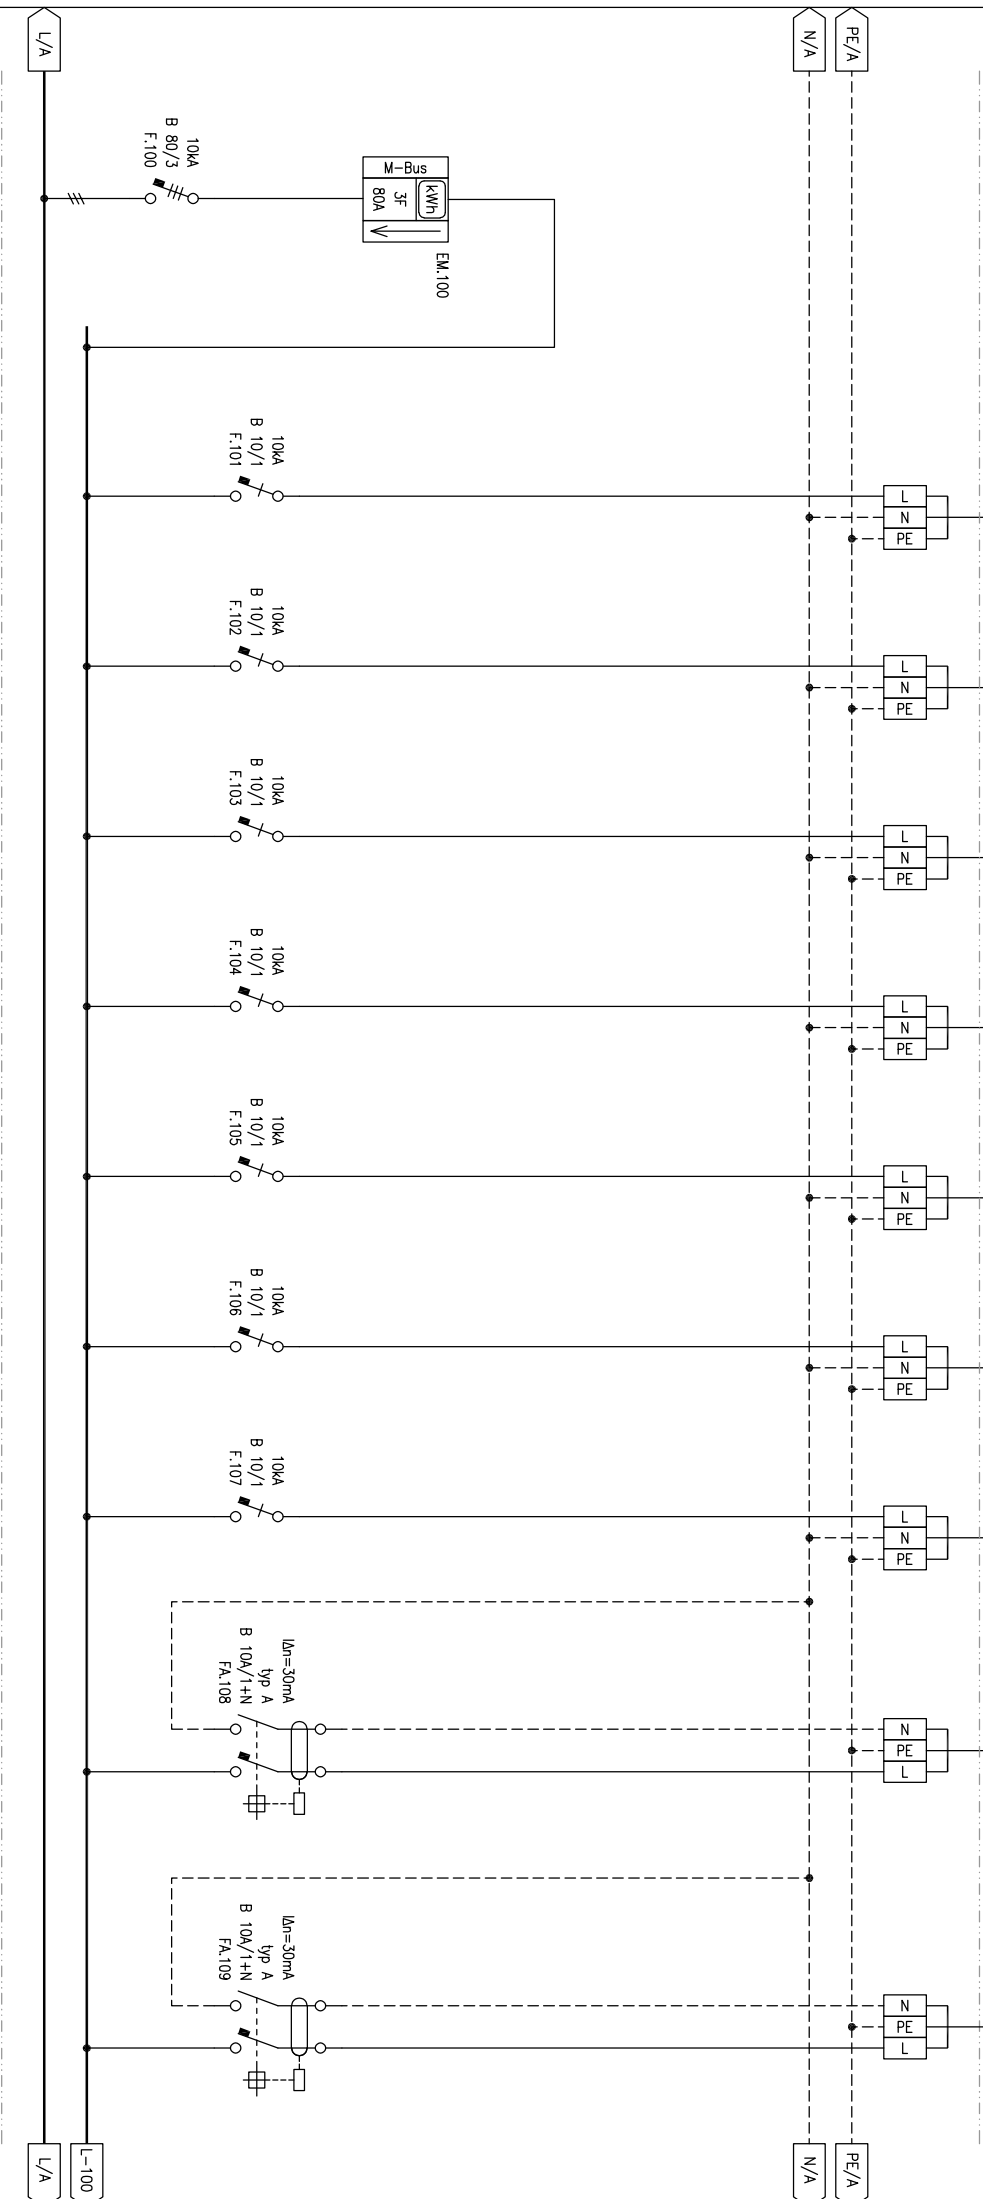 L/A
N/A
PE/A
10kA
B 80/3
F.100
M-Bus
kWh
3F
80A
EM.100
10kA
B 10/1
F.101
L
N
PE
10kA
B 10/1
F.102
L
N
PE
10kA
B 10/1
F.103
L
N
PE
10kA
B 10/1
F.104
L
N
PE
10kA
B 10/1
F.105
L
N
PE
10kA
B 10/1
F.106
L
N
PE
10kA
B 10/1
F.107
L
N
PE
IΔn=30mA
typ A
B 10A/1+N
FA.108
N
PE
L
IΔn=30mA
typ A
B 10A/1+N
FA.109
N
PE
L
L/A
L-100
N/A
PE/A